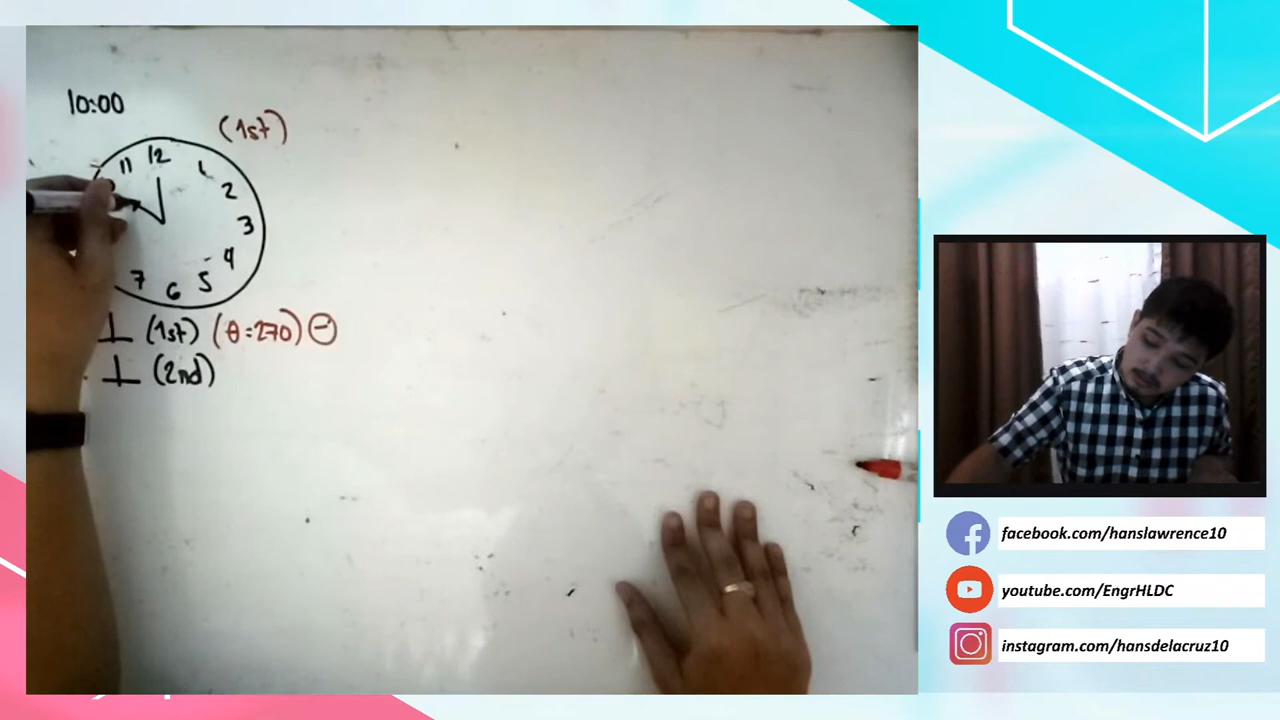 10:00
(1st)
11 12 1
2
3
4
7 6 5
⊥ (1st) (θ=270) ⊖
⊥ (2nd)
facebook.com/hanslawrence10
youtube.com/EngrHLDC
instagram.com/hansdelacruz10